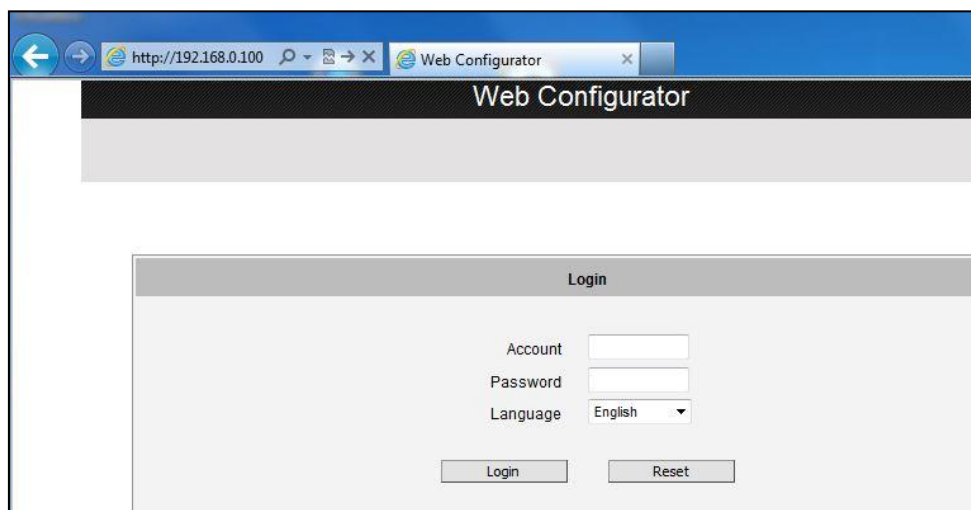 http://192.168.0.100
Web Configurator
Web Configurator
Login
Account
Password
Language English
Login Reset